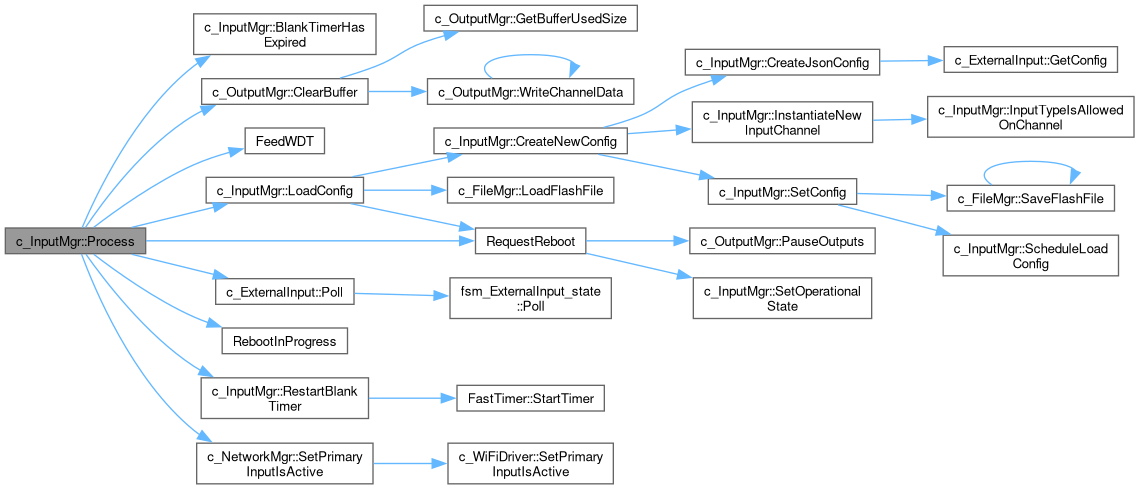 c_InputMgr::Process
c_InputMgr::BlankTimerHas
Expired
c_OutputMgr::ClearBuffer
FeedWDT
c_InputMgr::LoadConfig
c_ExternalInput::Poll
RebootInProgress
c_InputMgr::RestartBlank
Timer
c_NetworkMgr::SetPrimary
InputIsActive
c_OutputMgr::GetBufferUsedSize
c_OutputMgr::WriteChannelData
c_InputMgr::CreateNewConfig
c_FileMgr::LoadFlashFile
RequestReboot
fsm_ExternalInput_state
::Poll
FastTimer::StartTimer
c_WiFiDriver::SetPrimary
InputIsActive
c_InputMgr::CreateJsonConfig
c_InputMgr::InstantiateNew
InputChannel
c_InputMgr::SetConfig
c_OutputMgr::PauseOutputs
c_InputMgr::SetOperational
State
c_ExternalInput::GetConfig
c_InputMgr::InputTypeIsAllowed
OnChannel
c_FileMgr::SaveFlashFile
c_InputMgr::ScheduleLoad
Config